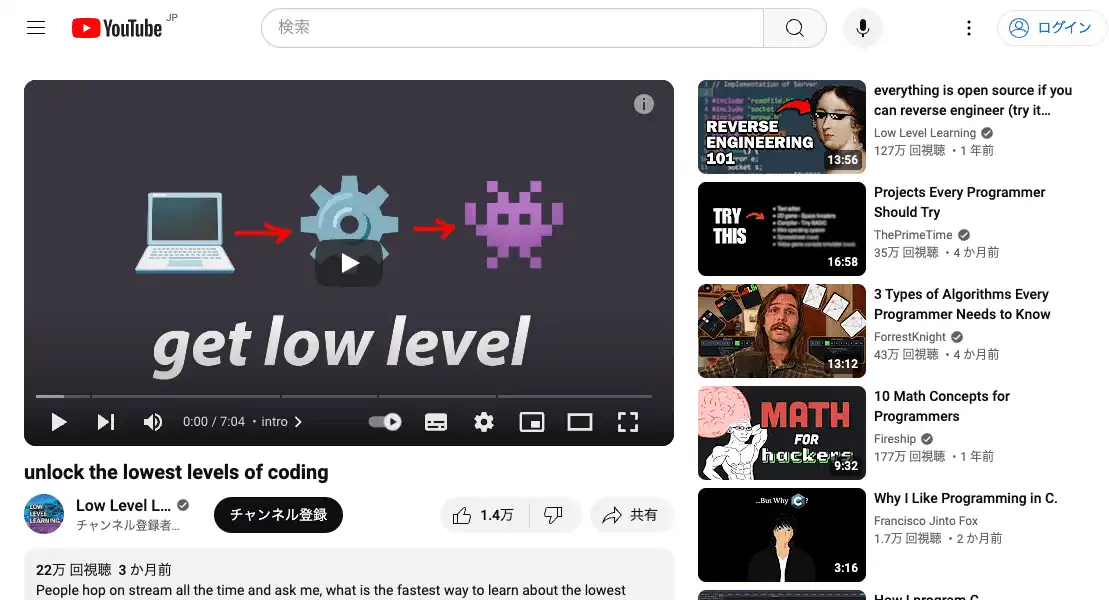 YouTube JP
検索
ログイン
get low level
0:00 / 7:04 • intro
unlock the lowest levels of coding
LOW LEVEL LEARNING
Low Level L...
チャンネル登録者...
チャンネル登録
1.4万
共有
22万 回視聴 3 か月前
People hop on stream all the time and ask me, what is the fastest way to learn about the lowest
// Implementation of Server
REVERSE
ENGINEERING
101
13:56
everything is open source if you
can reverse engineer (try it…
Low Level Learning
127万 回視聴 ・1 年前
TRY
THIS
16:58
Projects Every Programmer
Should Try
ThePrimeTime
35万 回視聴 ・4 か月前
13:12
3 Types of Algorithms Every
Programmer Needs to Know
ForrestKnight
43万 回視聴 ・4 か月前
MATH
FOR
hackers
9:32
10 Math Concepts for
Programmers
Fireship
177万 回視聴 ・1 年前
...But Why C?
3:16
Why I Like Programming in C.
Francisco Jinto Fox
1.7万 回視聴 ・2 か月前
How I program C